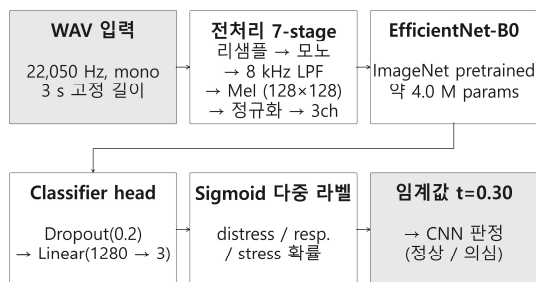 WAV 입력
22,050 Hz, mono
3 s 고정 길이
전처리 7-stage
리샘플 → 모노
→ 8 kHz LPF
→ Mel (128×128)
→ 정규화 → 3ch
EfficientNet-B0
ImageNet pretrained
약 4.0 M params
Classifier head
Dropout(0.2)
→ Linear(1280 → 3)
Sigmoid 다중 라벨
distress / resp.
/ stress 확률
임계값 t=0.30
→ CNN 판정
(정상 / 의심)